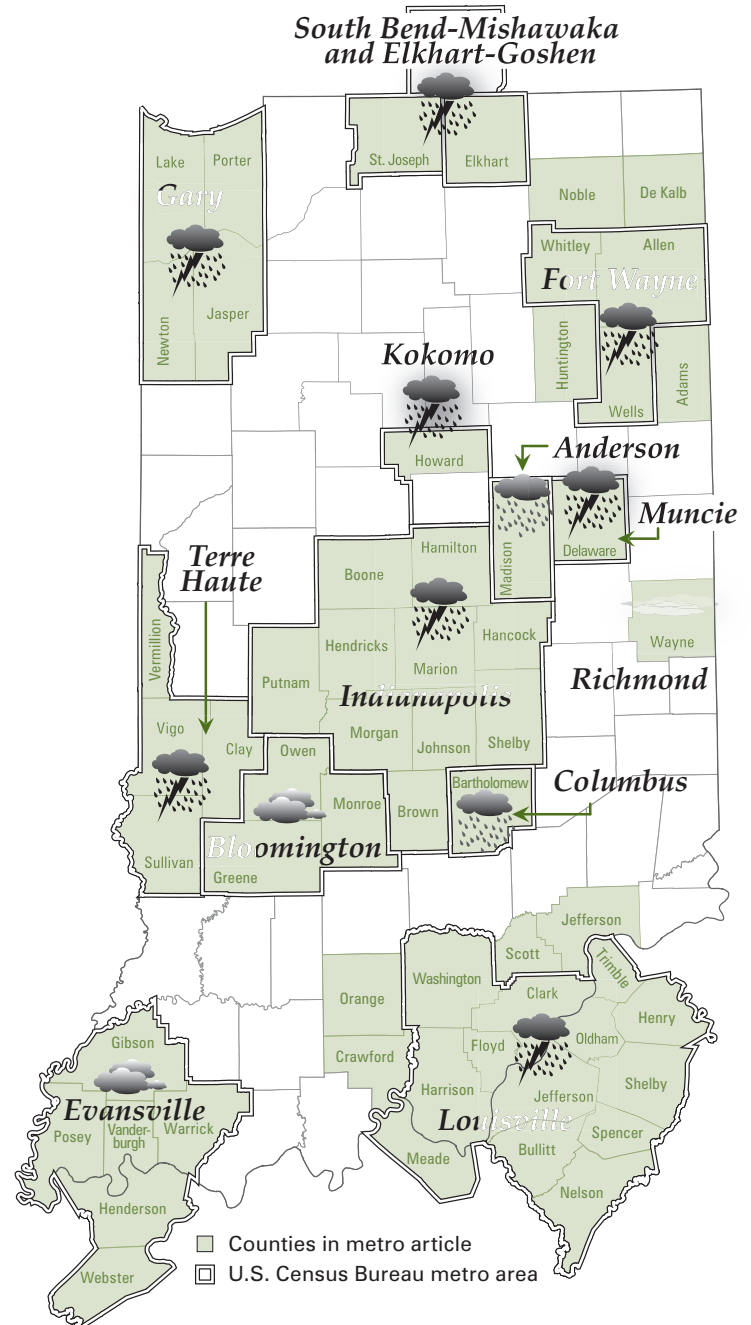 South Bend-Mishawaka
and Elkhart-Goshen
St. Joseph
Elkhart
Lake
Porter
Gary
Newton
Jasper
Noble
De Kalb
Whitley
Allen
Fort Wayne
Huntington
Wells
Adams
Kokomo
Howard
Anderson
Madison
Muncie
Delaware
Terre
Haute
Vermillion
Vigo
Clay
Sullivan
Boone
Hamilton
Hendricks
Marion
Hancock
Indianapolis
Putnam
Morgan
Johnson
Shelby
Brown
Wayne
Richmond
Columbus
Bartholomew
Owen
Monroe
Bloomington
Greene
Orange
Crawford
Jefferson
Scott
Washington
Clark
Trimble
Henry
Oldham
Floyd
Harrison
Jefferson
Shelby
Louisville
Spencer
Bullitt
Meade
Nelson
Gibson
Evansville
Posey
Vander-
burgh
Warrick
Henderson
Webster
Counties in metro article
U.S. Census Bureau metro area